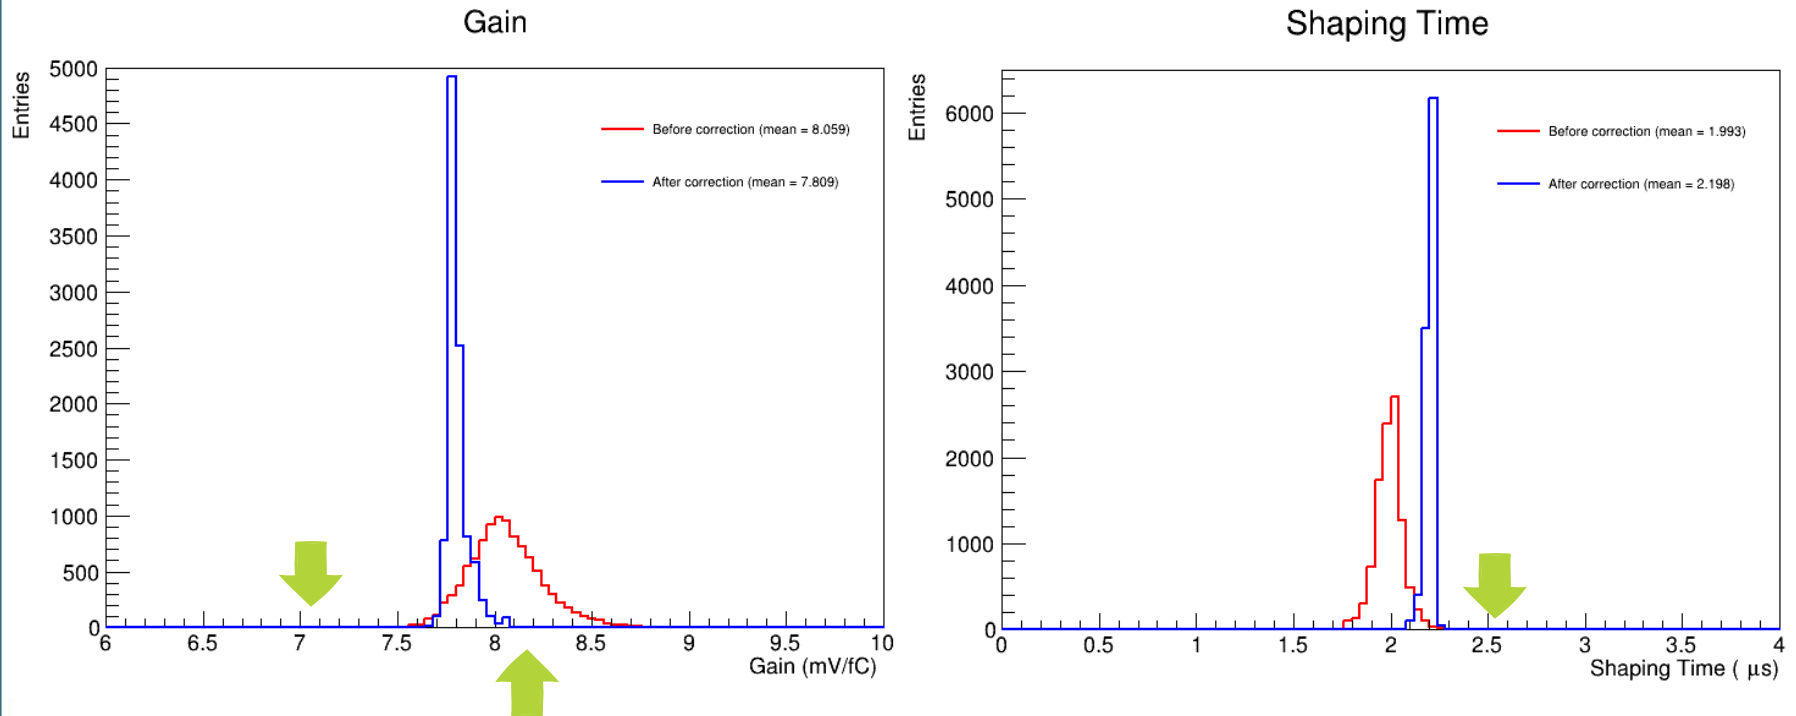 Gain
Entries
5000
4500
4000
3500
3000
2500
2000
1500
1000
500
0
Before correction (mean = 8.059)
After correction (mean = 7.809)
6 6.5 7 7.5 8 8.5 9 9.5 10
Gain (mV/fC)
Shaping Time
Entries
6000
5000
4000
3000
2000
1000
0
Before correction (mean = 1.993)
After correction (mean = 2.198)
0 0.5 1 1.5 2 2.5 3 3.5 4
Shaping Time ( μs)